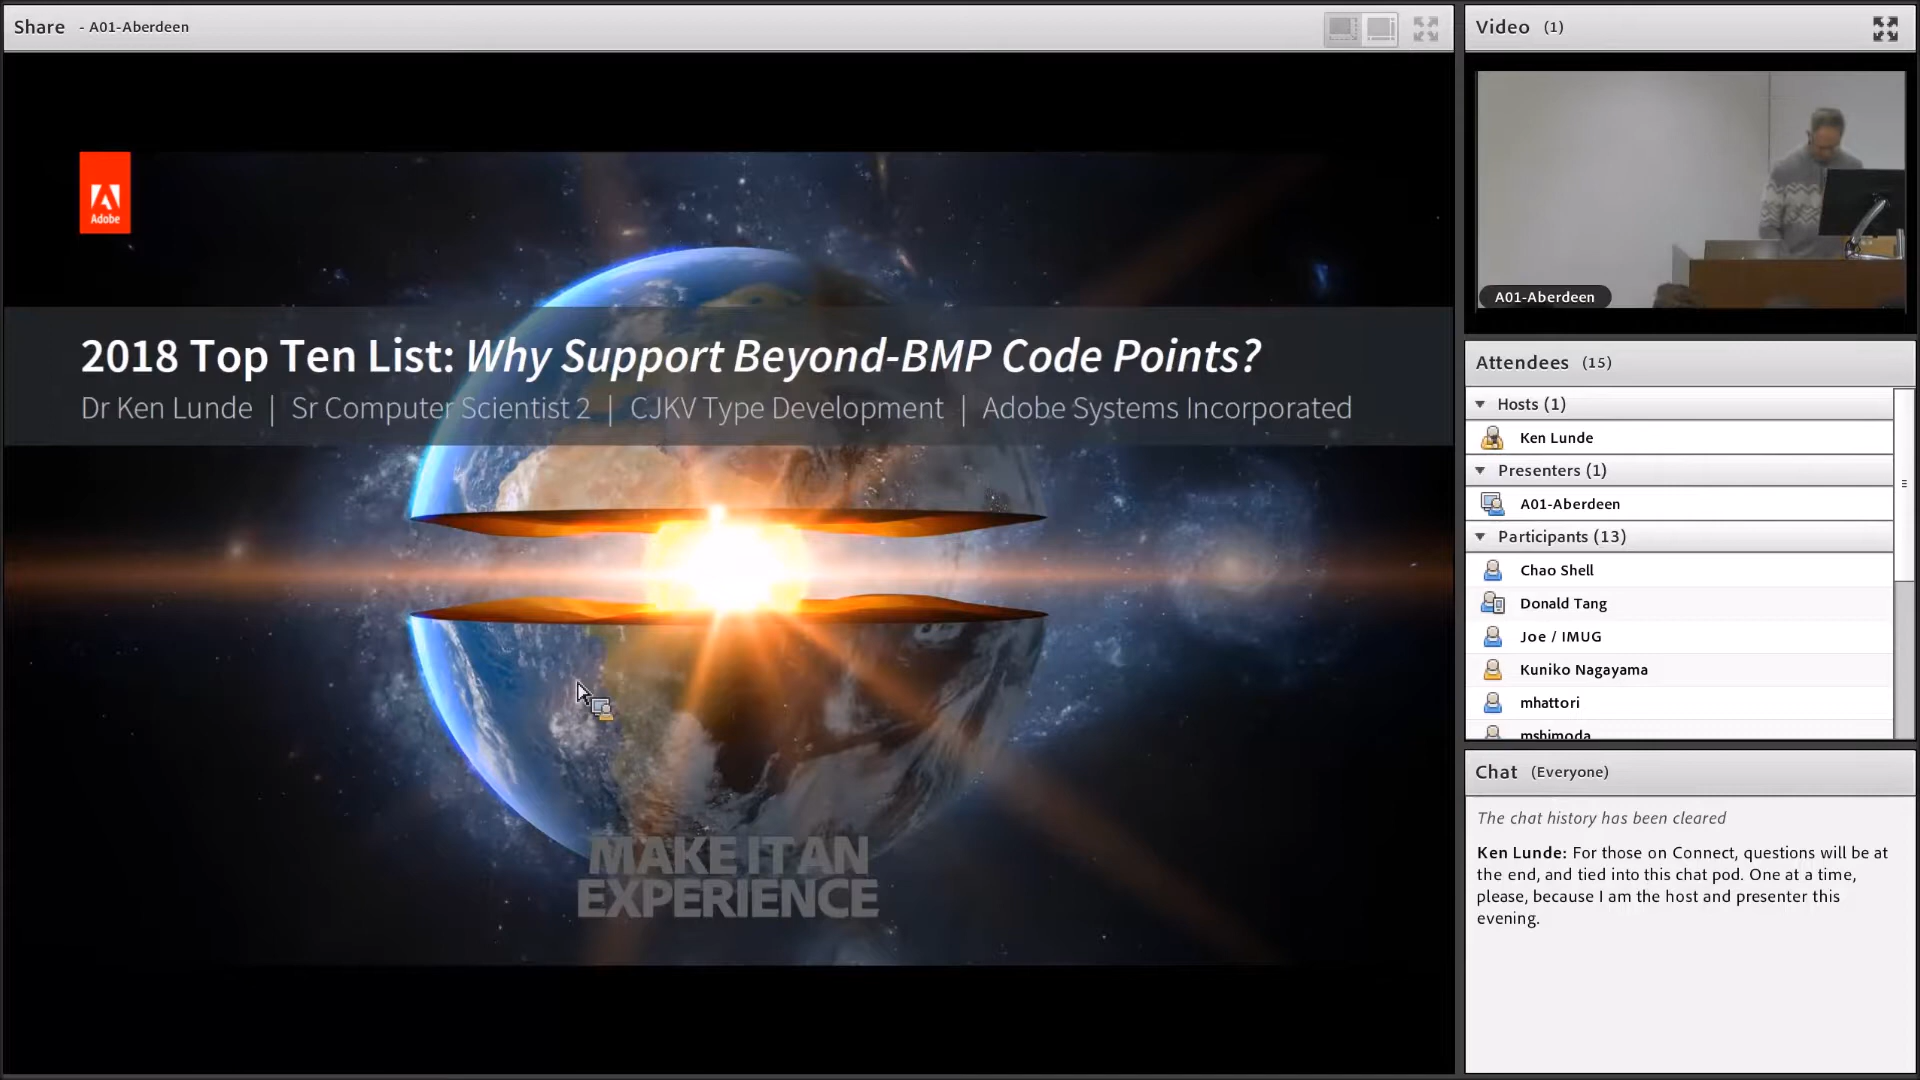 Share - A01-Aberdeen
Adobe
2018 Top Ten List: Why Support Beyond-BMP Code Points?
Dr Ken Lunde | Sr Computer Scientist 2 | CJKV Type Development | Adobe Systems Incorporated
MAKE IT AN
EXPERIENCE
Video (1)
A01-Aberdeen
Attendees (15)
Hosts (1)
Ken Lunde
Presenters (1)
A01-Aberdeen
Participants (13)
Chao Shell
Donald Tang
Joe / IMUG
Kuniko Nagayama
mhattori
mshimoda
Chat (Everyone)
The chat history has been cleared
Ken Lunde: For those on Connect, questions will be at
the end, and tied into this chat pod. One at a time,
please, because I am the host and presenter this
evening.